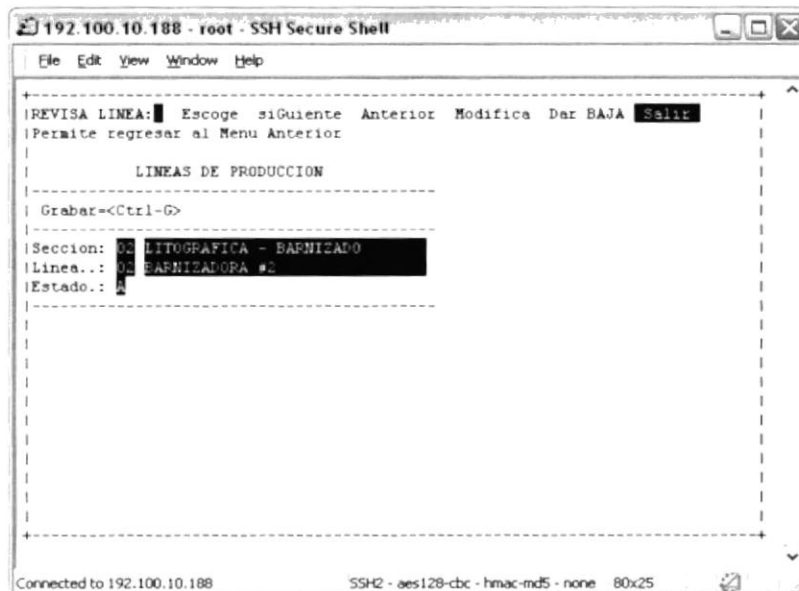 192.100.10.188 - root - SSH Secure Shell
File Edit View Window Help
REVISA LINEA: Escoge siGuiente Anterior Modifica Dar BAJA Salir
Permite regresar al Menu Anterior
LINEAS DE PRODUCCION
Grabar=<Ctrl-G>
Seccion: 02 LITOGRAFICA - BARNIZADO
Linea..: 02 BARNIZADORA #2
Estado.: A
Connected to 192.100.10.188 SSH2 - aes128-cbc - hmac-md5 - none 80x25